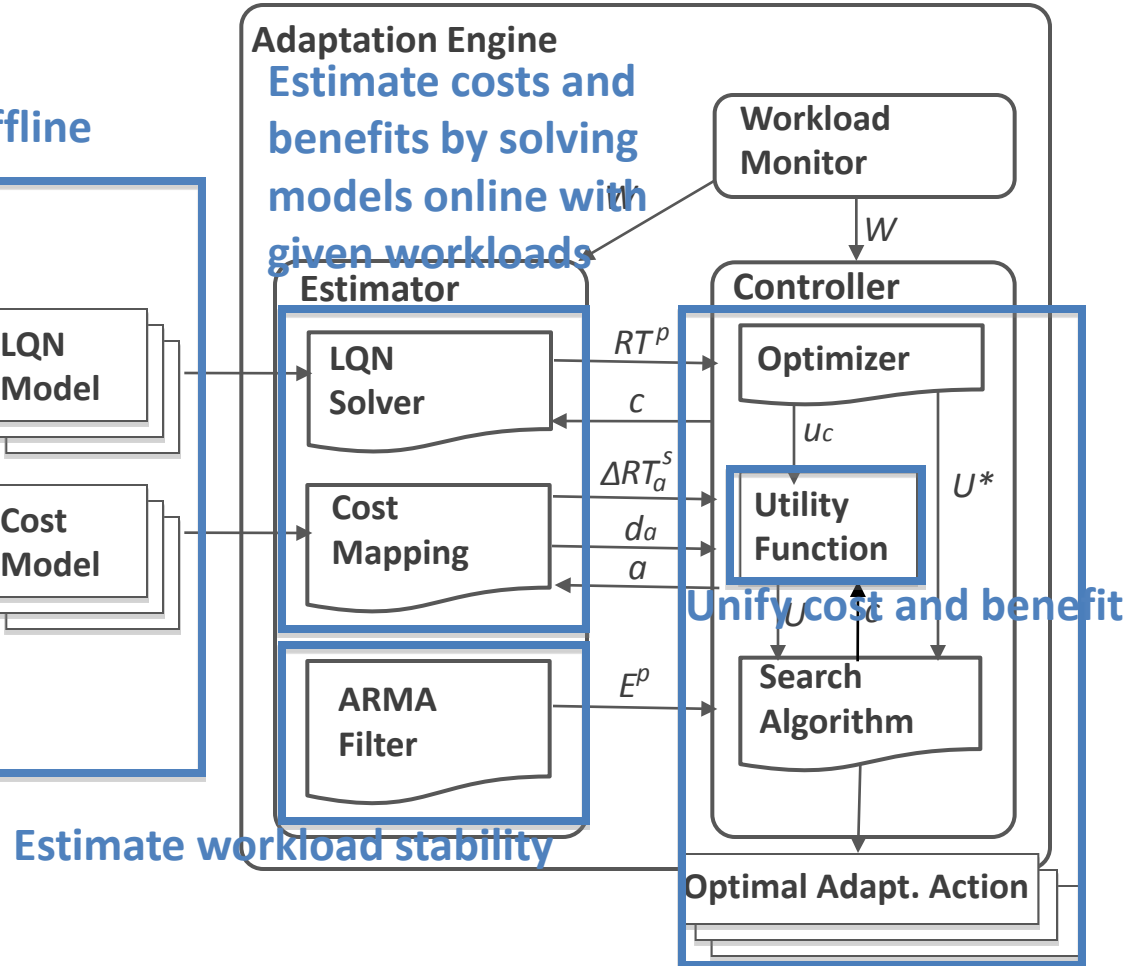 Adaptation Engine
Estimate costs and
benefits by solving
models online with
given workloads
ffline
Workload
Monitor
W
W
Estimator
Controller
LQN
Model
LQN
Solver
RT^p
c
Optimizer
uc
U*
Cost
Model
Cost
Mapping
ΔRT_a^s
da
a
Utility
Function
Unify cost and benefit
U
c
ARMA
Filter
E^p
Search
Algorithm
Estimate workload stability
Optimal Adapt. Action